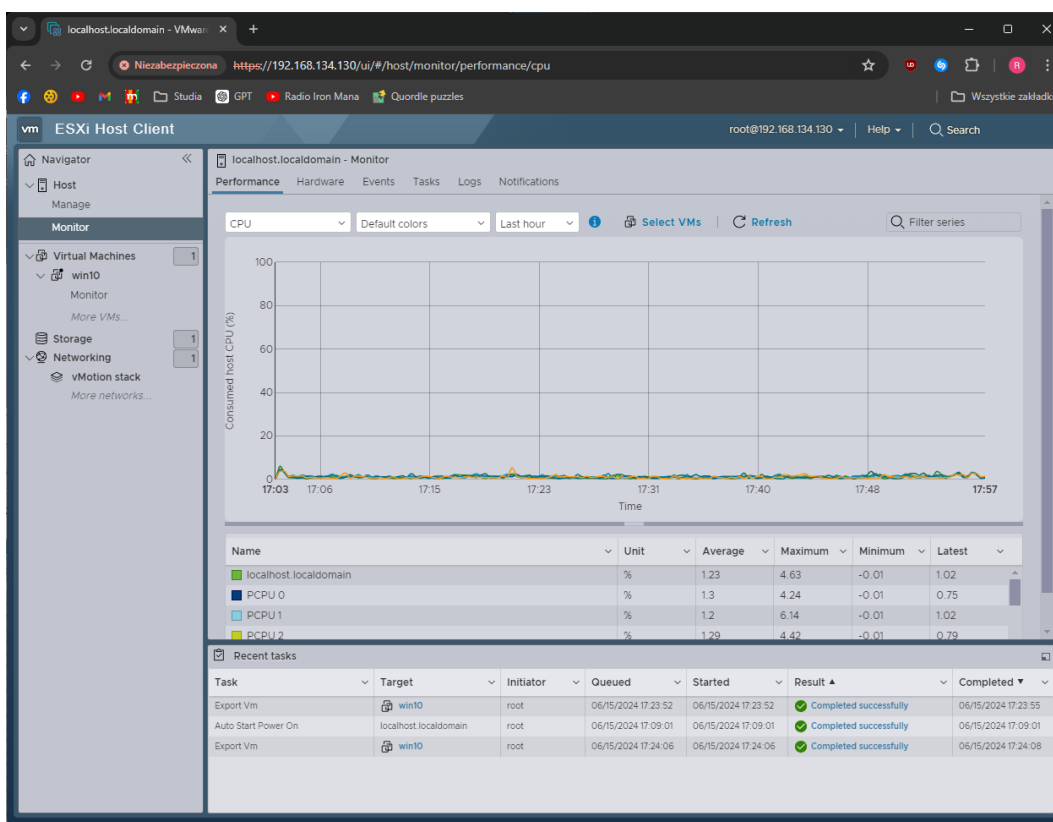 localhost.localdomain - VMwar
Niezabezpieczona https://192.168.134.130/ui/#/host/monitor/performance/cpu
Studia GPT Radio Iron Mana Quordle puzzles Wszystkie zakładki
vm ESXi Host Client root@192.168.134.130 Help Search
Navigator
Host
Manage
Monitor
Virtual Machines 1
win10
Monitor
More VMs...
Storage 1
Networking 1
vMotion stack
More networks...
localhost.localdomain - Monitor
Performance Hardware Events Tasks Logs Notifications
CPU Default colors Last hour Select VMs Refresh Filter series
Consumed host CPU (%)
100
80
60
40
20
0
17:03 17:06 17:15 17:23 17:31 17:40 17:48 17:57
Time
Name Unit Average Maximum Minimum Latest
localhost.localdomain % 1.23 4.63 -0.01 1.02
PCPU 0 % 1.3 4.24 -0.01 0.75
PCPU 1 % 1.2 6.14 -0.01 1.02
PCPU 2 % 1.29 4.42 -0.01 0.79
Recent tasks
Task Target Initiator Queued Started Result ▲ Completed ▼
Export Vm win10 root 06/15/2024 17:23:52 06/15/2024 17:23:52 Completed successfully 06/15/2024 17:23:55
Auto Start Power On localhost.localdomain root 06/15/2024 17:09:01 06/15/2024 17:09:01 Completed successfully 06/15/2024 17:09:01
Export Vm win10 root 06/15/2024 17:24:06 06/15/2024 17:24:06 Completed successfully 06/15/2024 17:24:08